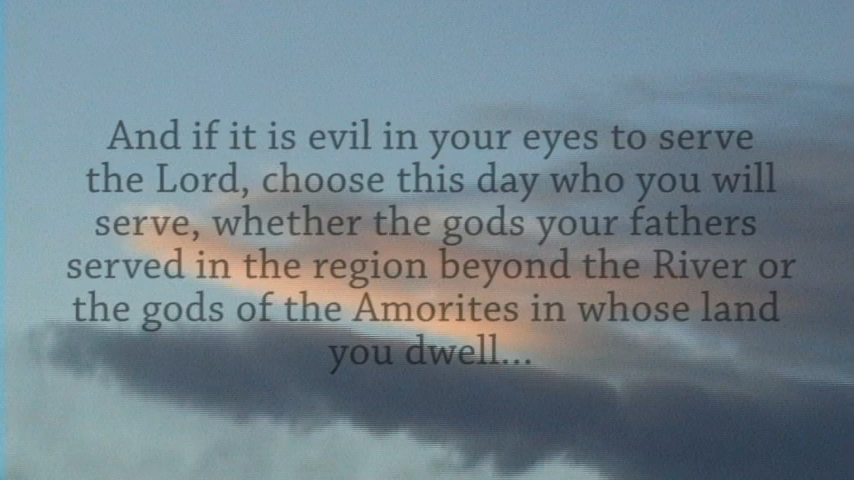 And if it is evil in your eyes to serve
the Lord, choose this day who you will
serve, whether the gods your fathers
served in the region beyond the River or
the gods of the Amorites in whose land
you dwell...